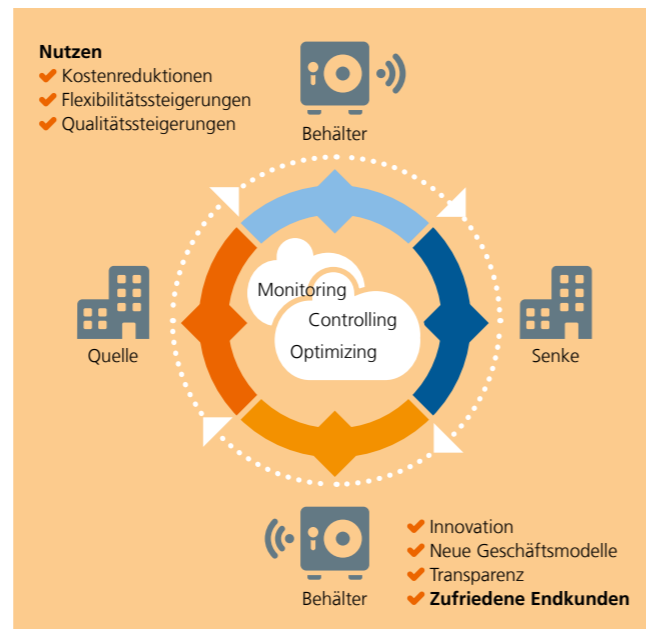 Nutzen
Kostenreduktionen
Flexibilitätssteigerungen
Qualitätssteigerungen
Behälter
Monitoring
Controlling
Optimizing
Quelle
Senke
Behälter
Innovation
Neue Geschäftsmodelle
Transparenz
Zufriedene Endkunden